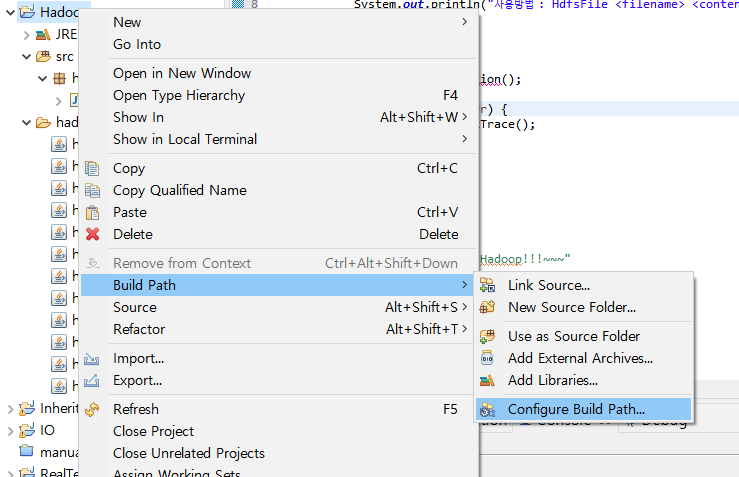 Hadoo
8
System.out.println("사용방법 : HdfsFile <filename> <conten
JRE
src
h
ion();
r) {
Trace();
had
h
h
h
h
h
h
h
h
h
h
h
h
Inherit
IO
manua
RealTe
New
Go Into
Open in New Window
Open Type Hierarchy F4
Show In Alt+Shift+W
Show in Local Terminal
Copy Ctrl+C
Copy Qualified Name
Paste Ctrl+V
Delete Delete
Remove from Context Ctrl+Alt+Shift+Down
Build Path
Source Alt+Shift+S
Refactor Alt+Shift+T
Import...
Export...
Refresh F5
Close Project
Close Unrelated Projects
Assign Working Sets
Hadoop!!!~~~"
Link Source...
New Source Folder...
Use as Source Folder
Add External Archives...
Add Libraries...
Configure Build Path...